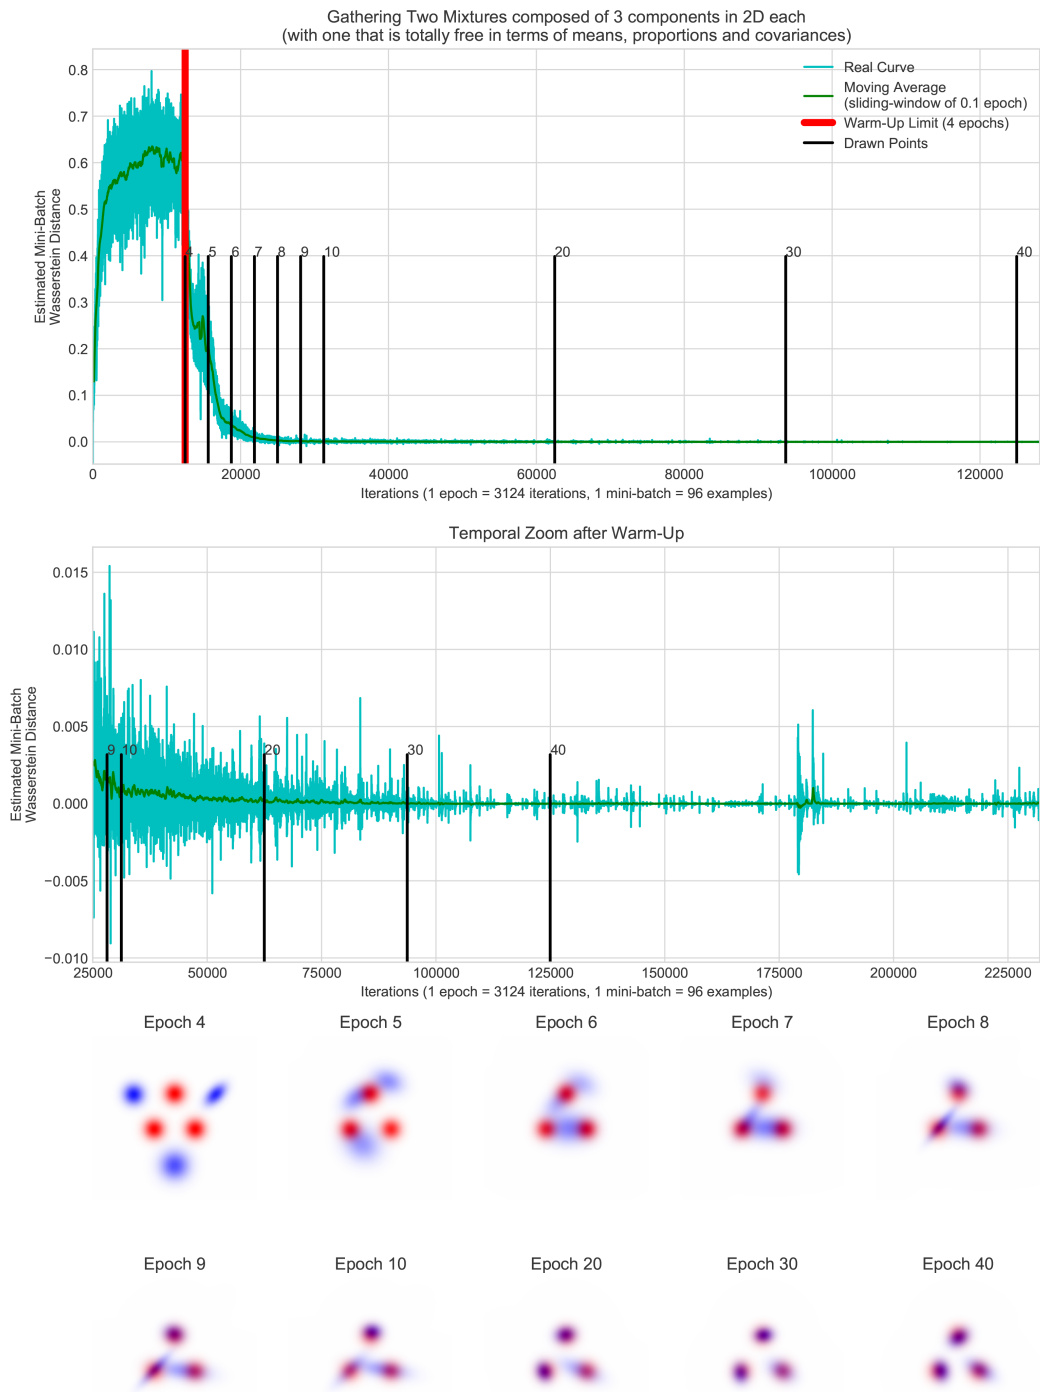 Gathering Two Mixtures composed of 3 components in 2D each
(with one that is totally free in terms of means, proportions and covariances)
Real Curve
Moving Average
(sliding-window of 0.1 epoch)
Warm-Up Limit (4 epochs)
Drawn Points
Estimated Mini-Batch
Wasserstein Distance
0.8
0.7
0.6
0.5
0.4
0.3
0.2
0.1
0.0
4 5 6 7 8 9 10 20 30 40
0 20000 40000 60000 80000 100000 120000
Iterations (1 epoch = 3124 iterations, 1 mini-batch = 96 examples)
Temporal Zoom after Warm-Up
Estimated Mini-Batch
Wasserstein Distance
0.015
0.010
0.005
0.000
−0.005
−0.010
9 10 20 30 40
25000 50000 75000 100000 125000 150000 175000 200000 225000
Iterations (1 epoch = 3124 iterations, 1 mini-batch = 96 examples)
Epoch 4 Epoch 5 Epoch 6 Epoch 7 Epoch 8
Epoch 9 Epoch 10 Epoch 20 Epoch 30 Epoch 40